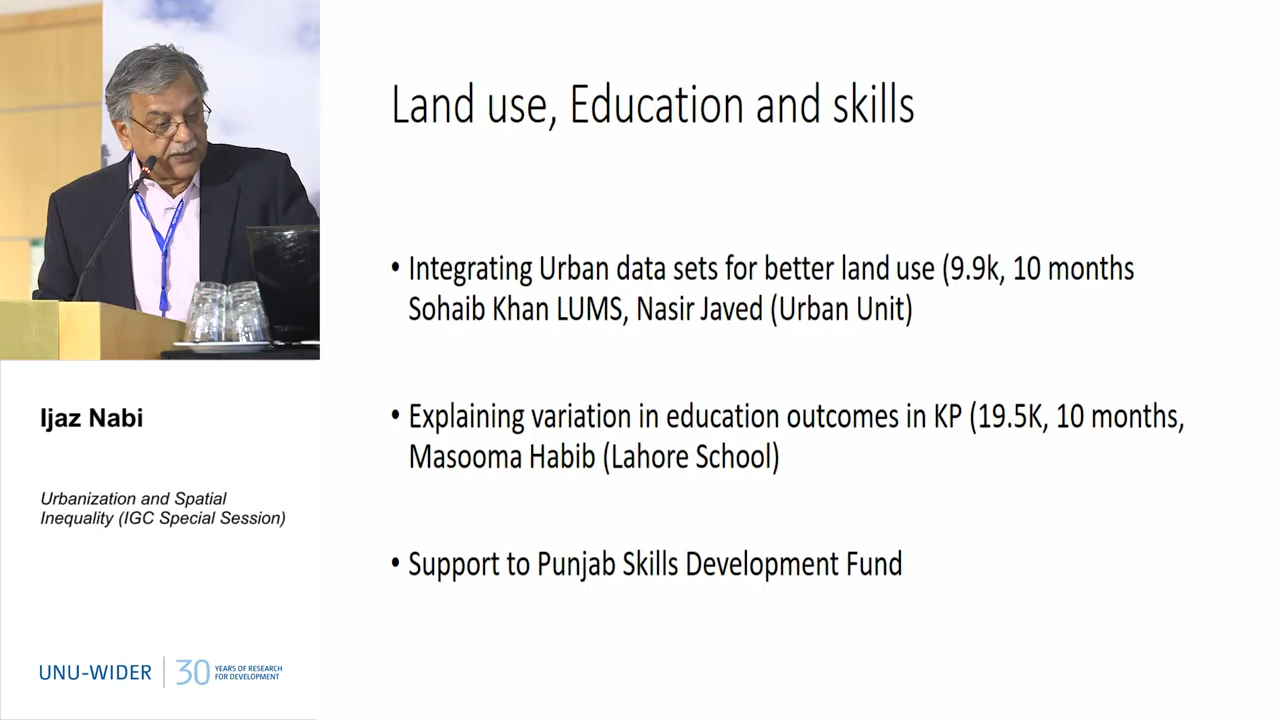 Land use, Education and skills
• Integrating Urban data sets for better land use (9.9k, 10 months
Sohaib Khan LUMS, Nasir Javed (Urban Unit)
• Explaining variation in education outcomes in KP (19.5K, 10 months,
Masooma Habib (Lahore School)
• Support to Punjab Skills Development Fund
Ijaz Nabi
Urbanization and Spatial
Inequality (IGC Special Session)
UNU-WIDER
30
YEARS OF RESEARCH
FOR DEVELOPMENT